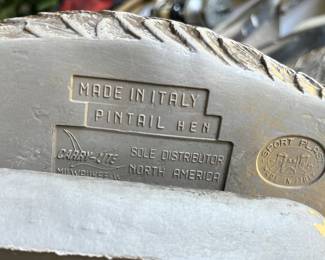 MADE IN ITALY
PINTAIL HEN
CARRY-LITE
MILWAUKEE
SOLE DISTRIBUTOR
NORTH AMERICA
SPORT PLAST